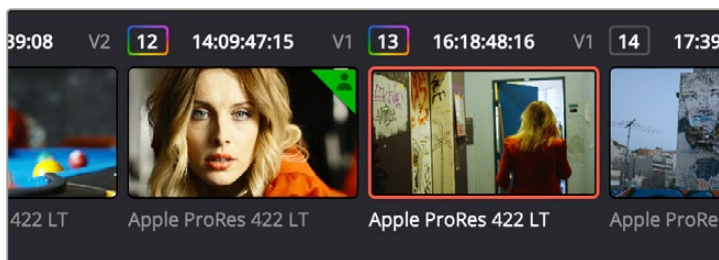 39:08 V2 12 14:09:47:15 V1 13 16:18:48:16 V1 14 17:39
422 LT Apple ProRes 422 LT Apple ProRes 422 LT Apple ProRe